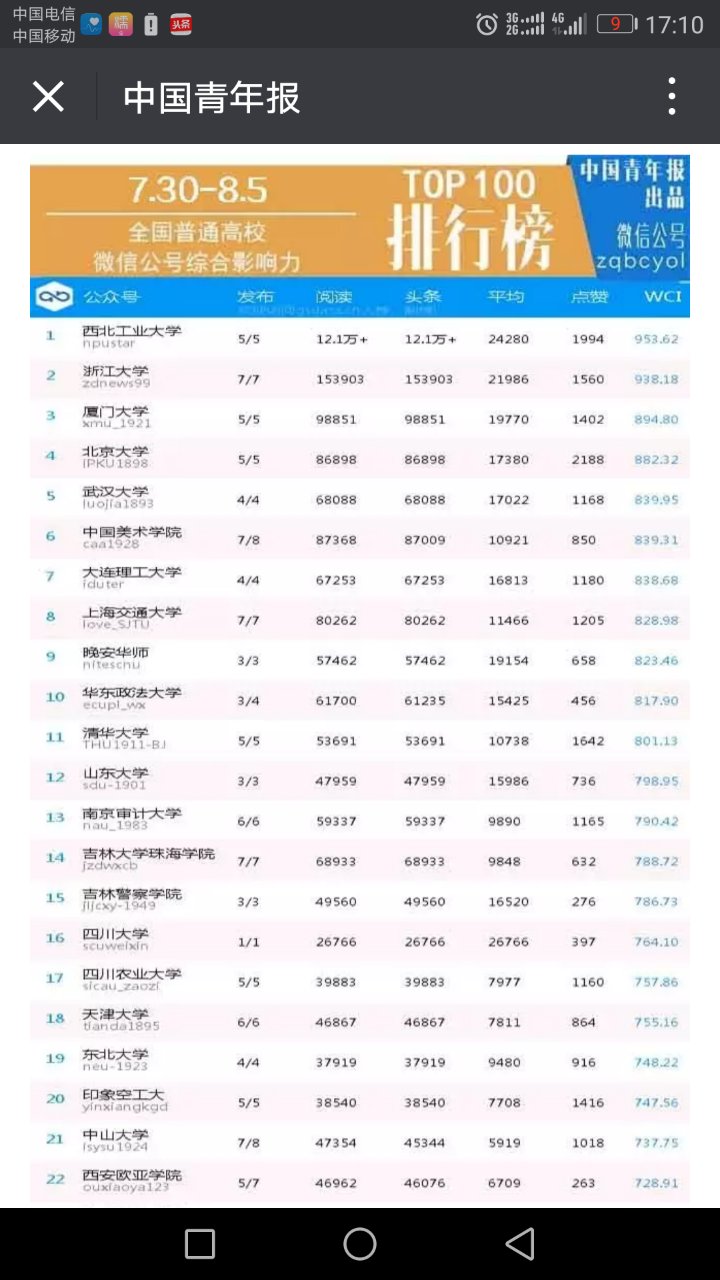 中国电信
中国移动
头条
3G
2G
4G
9
17:10
中国青年报
7.30-8.5
全国普通高校
微信公号综合影响力
TOP 100
排行榜
中国青年报
出品
微信公号
zqbcyol
公众号 发布 阅读 头条 平均 点赞 WCI
1 西北工业大学 5/5 12.1万+ 12.1万+ 24280 1994 953.62
npustar
2 浙江大学 7/7 153903 153903 21986 1560 938.18
zdnews99
3 厦门大学 5/5 98851 98851 19770 1402 894.80
xmu_1921
4 北京大学 5/5 86898 86898 17380 2188 882.32
iPKU1898
5 武汉大学 4/4 68088 68088 17022 1168 839.95
luojia1893
6 中国美术学院 7/8 87368 87009 10921 850 839.31
caa1928
7 大连理工大学 4/4 67253 67253 16813 1180 838.68
iduter
8 上海交通大学 7/7 80262 80262 11466 1205 828.98
love_SJTU
9 晚安华师 3/3 57462 57462 19154 658 823.46
nitescnu
10 华东政法大学 3/4 61700 61235 15425 456 817.90
ecupl_wx
11 清华大学 5/5 53691 53691 10738 1642 801.13
THU1911-BJ
12 山东大学 3/3 47959 47959 15986 736 798.95
sdu-1901
13 南京审计大学 6/6 59337 59337 9890 1165 790.42
nau_1983
14 吉林大学珠海学院 7/7 68933 68933 9848 632 788.72
jzdwxcb
15 吉林警察学院 3/3 49560 49560 16520 276 786.73
jljcxy-1949
16 四川大学 1/1 26766 26766 26766 397 764.10
scuweixin
17 四川农业大学 5/5 39883 39883 7977 1160 757.86
sicau_zaozi
18 天津大学 6/6 46867 46867 7811 864 755.16
tianda1895
19 东北大学 4/4 37919 37919 9480 916 748.22
neu-1923
20 印象空工大 5/5 38540 38540 7708 1416 747.56
yinxiangkgd
21 中山大学 7/8 47354 45344 5919 1018 737.75
isysu1924
22 西安欧亚学院 5/7 46962 46076 6709 263 728.91
ouxiaoya123